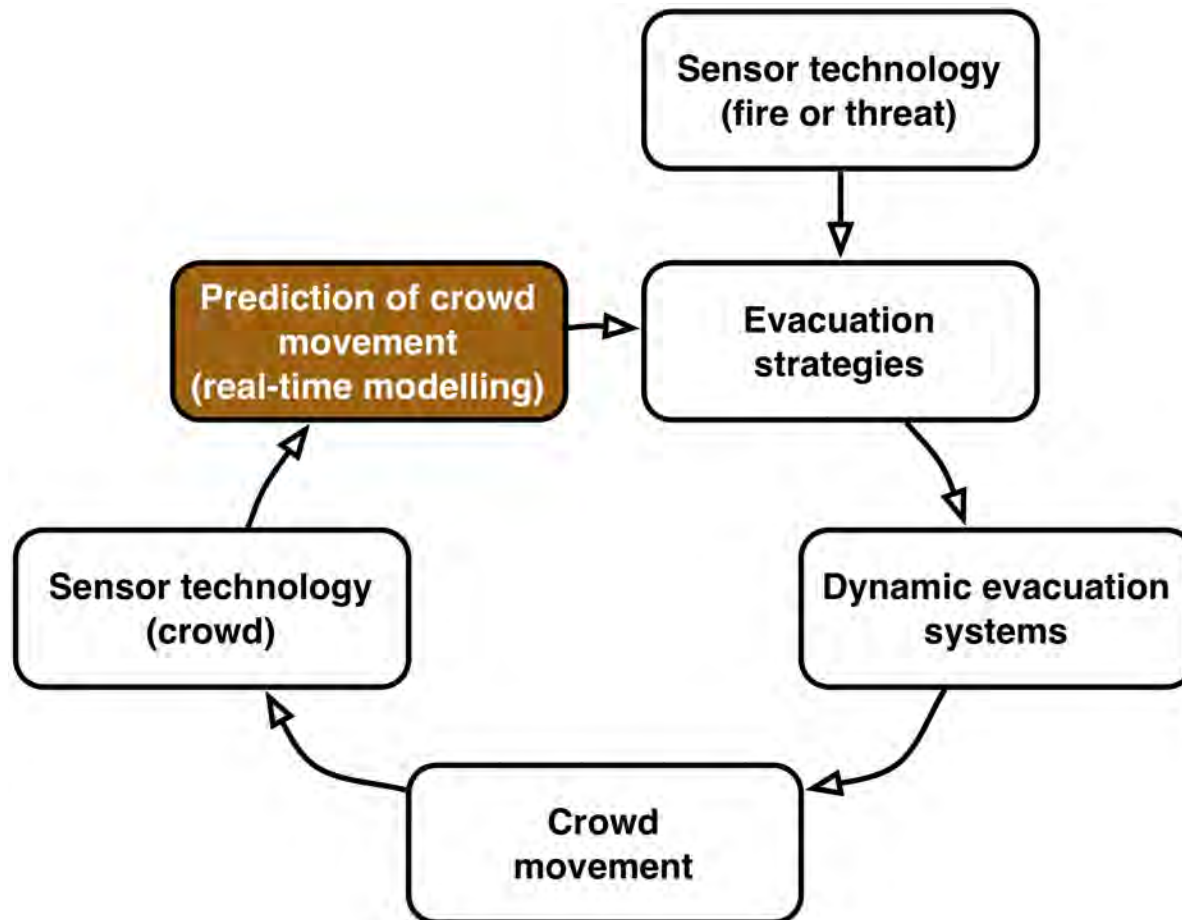 Sensor technology
(fire or threat)
Prediction of crowd
movement
(real-time modelling)
Evacuation
strategies
Sensor technology
(crowd)
Dynamic evacuation
systems
Crowd
movement